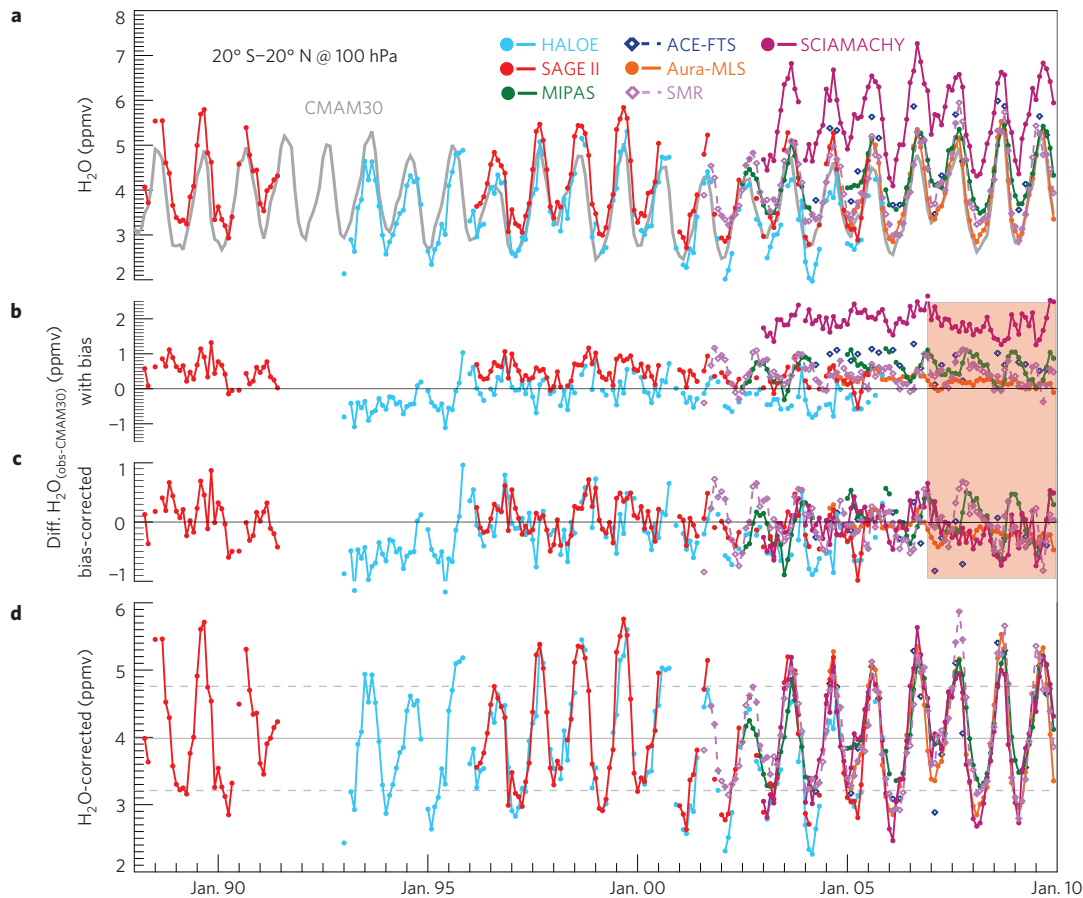 a
8
7
6
5
4
3
2
H₂O (ppmv)
20° S–20° N @ 100 hPa
CMAM30
HALOE
SAGE II
MIPAS
ACE-FTS
Aura-MLS
SMR
SCIAMACHY
b
2
1
0
−1
Diff. H₂O(obs-CMAM30) (ppmv)
with bias
c
1
0
−1
bias-corrected
d
6
5
4
3
2
H₂O-corrected (ppmv)
Jan. 90
Jan. 95
Jan. 00
Jan. 05
Jan. 10